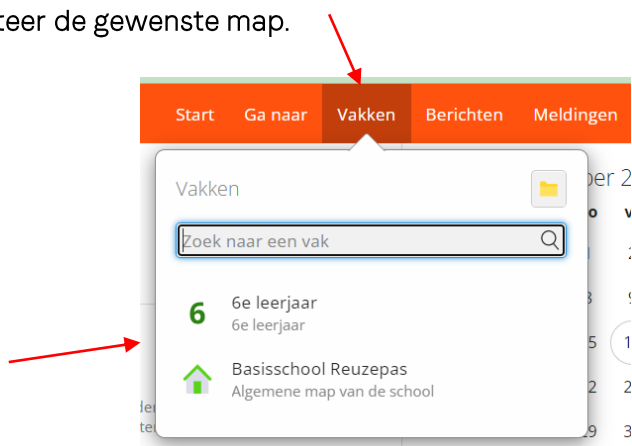 de gewenste map.
Start Ga naar Vakken Berichten Meldingen
Vakken
Zoek naar een vak
6 6e leerjaar
6e leerjaar
Basisschool Reuzepas
Algemene map van de school